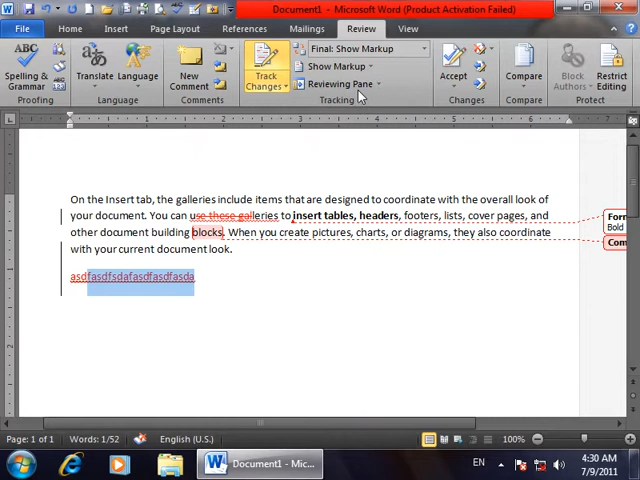 Document1 - Microsoft Word (Product Activation Failed)
File Home Insert Page Layout References Mailings Review View
Spelling & Grammar
Translate
Language
New Comment
Track Changes
Final: Show Markup
Show Markup
Reviewing Pane
Accept
Compare
Block Authors
Restrict Editing
Proofing Comments Tracking Changes Compare Protect
On the Insert tab, the galleries include items that are designed to coordinate with the overall look of
your document. You can use these galleries to insert tables, headers, footers, lists, cover pages, and
other document building blocks. When you create pictures, charts, or diagrams, they also coordinate
with your current document look.
asdfasdfsdafasdfasdfasda
Form
Bold
Com
Page: 1 of 1 Words: 1/52 English (U.S.) 100%
Document1 - Mic...
EN
4:30 AM
7/9/2011